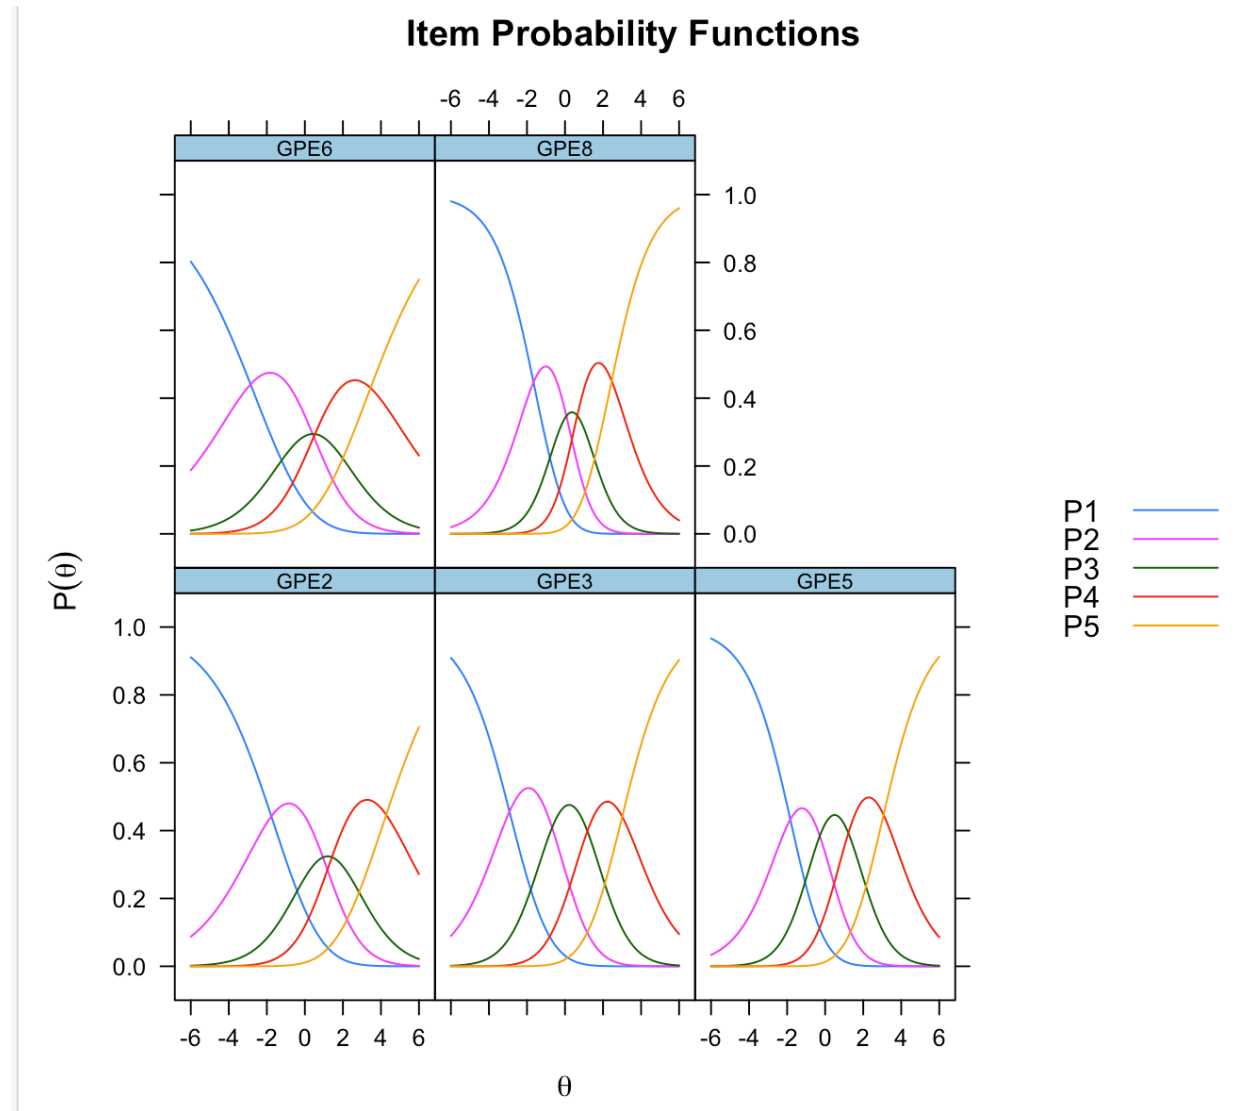 Item Probability Functions
-6 -4 -2 0 2 4 6
GPE6 GPE8
1.0
0.8
0.6
0.4
0.2
0.0
P(θ)
P1
P2
P3
P4
P5
GPE2 GPE3 GPE5
1.0
0.8
0.6
0.4
0.2
0.0
-6 -4 -2 0 2 4 6 -6 -4 -2 0 2 4 6
θ